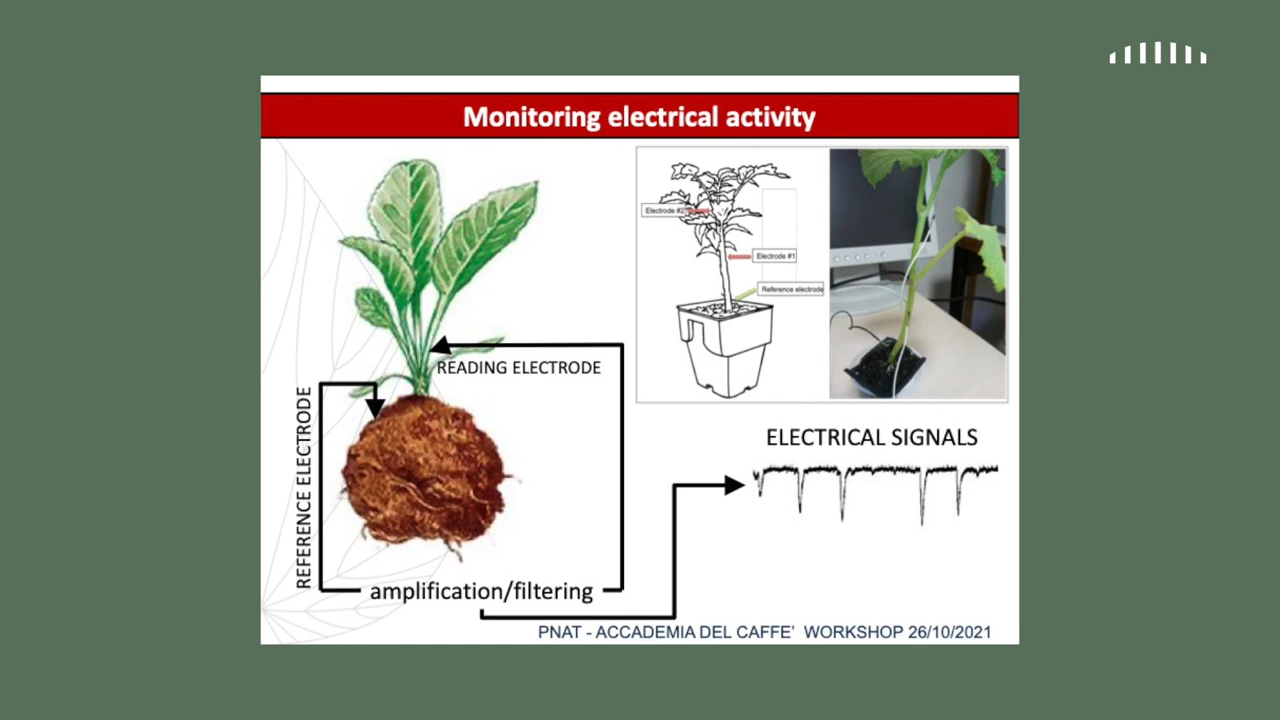 Monitoring electrical activity
Electrode #2
Electrode #1
Reference electrode
READING ELECTRODE
REFERENCE ELECTRODE
ELECTRICAL SIGNALS
amplification/filtering
PNAT - ACCADEMIA DEL CAFFE' WORKSHOP 26/10/2021